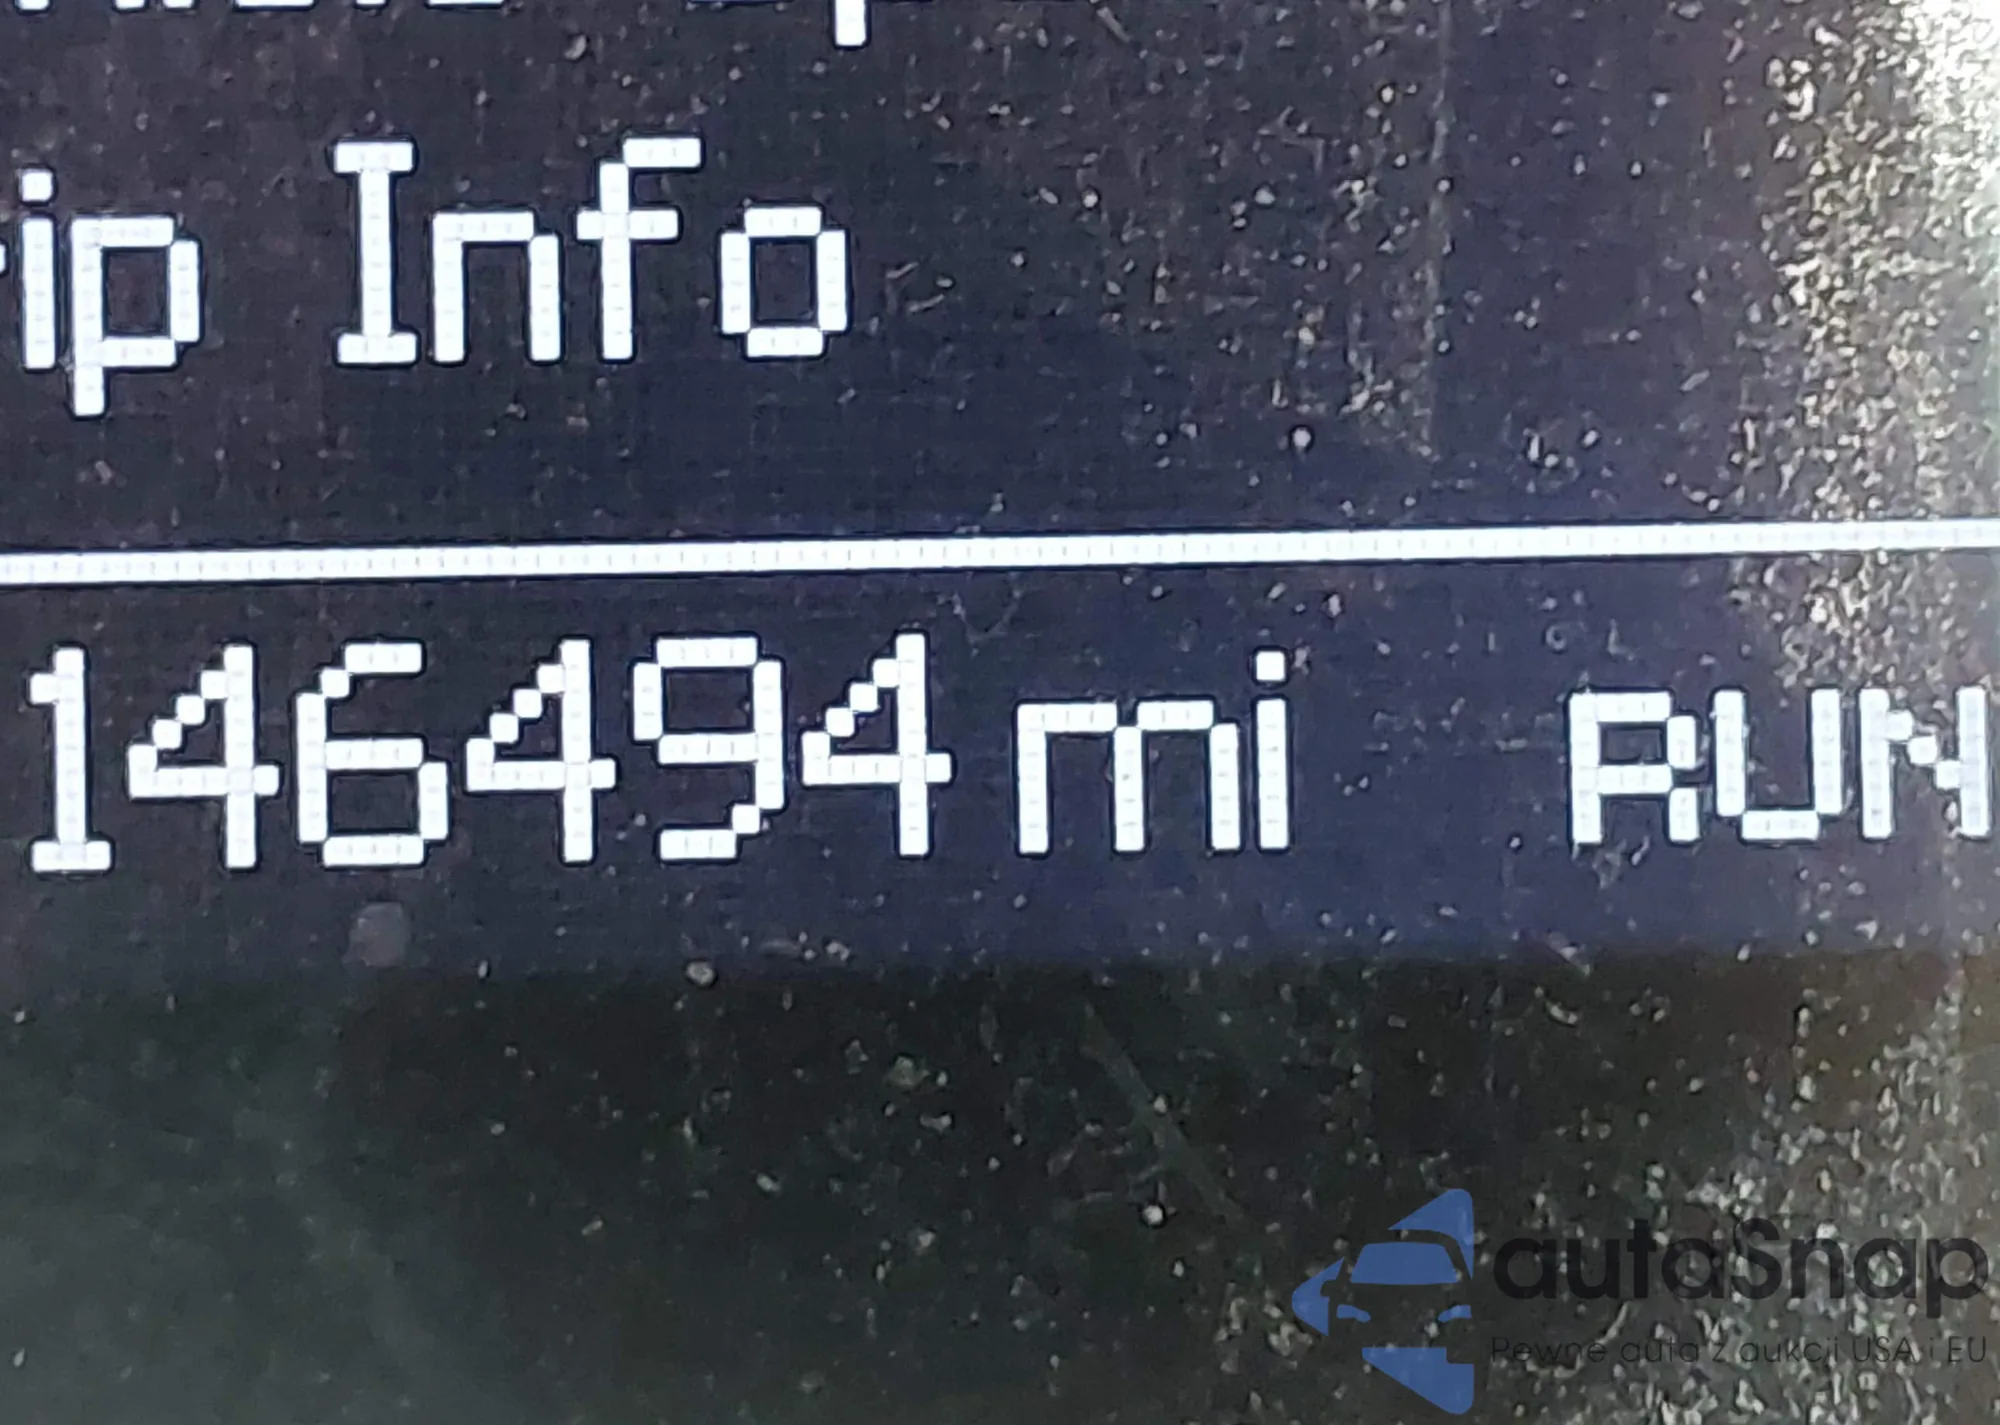 ip Info
146494 mi RUN
autaSnap
Pewne auta z aukcji USA i EU